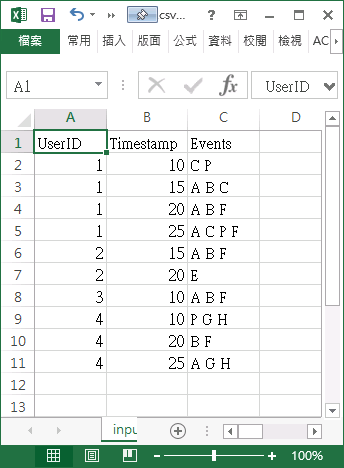 csv...
檔案 常用 插入 版面 公式 資料 校閱 檢視 AC
A1 fx UserID
A B C D
1 UserID Timestamp Events
2 1 10 C P
3 1 15 A B C
4 1 20 A B F
5 1 25 A C P F
6 2 15 A B F
7 2 20 E
8 3 10 A B F
9 4 10 P G H
10 4 20 B F
11 4 25 A G H
12
13
inpu
100%